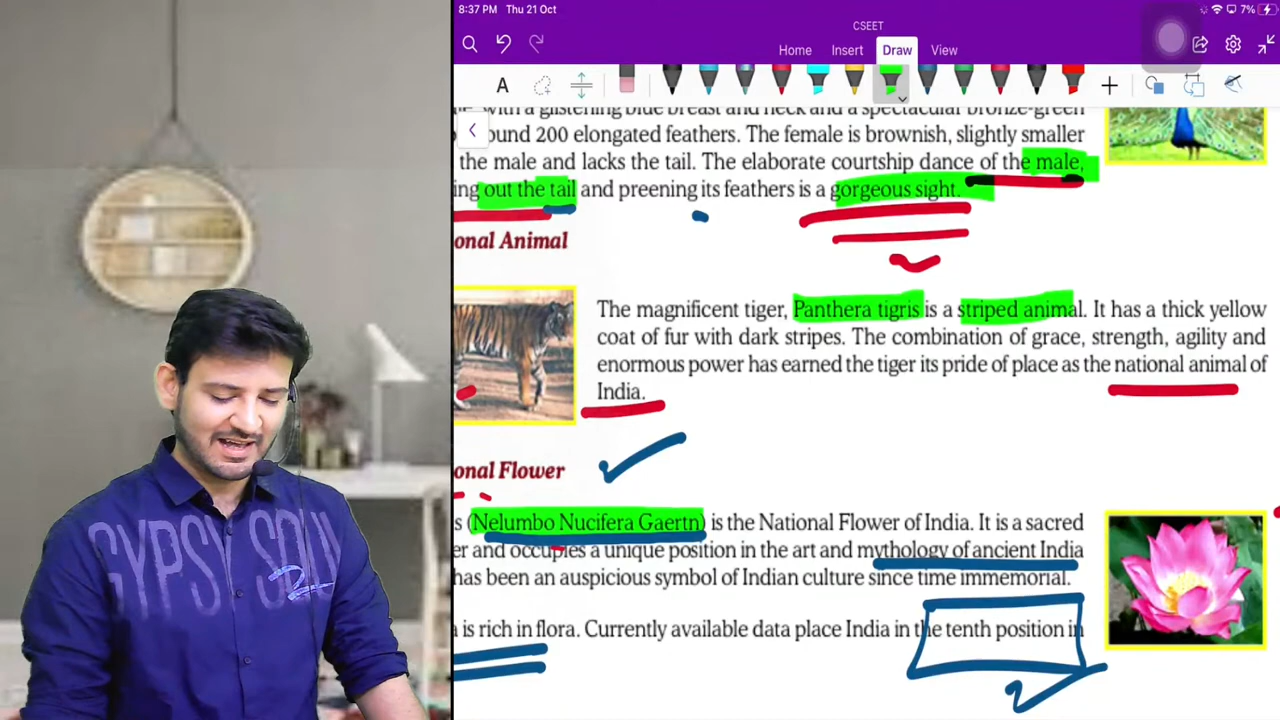 8:37 PM Thu 21 Oct
7%
CSEET
Home Insert Draw View
A
with a glistening blue breast and neck and a spectacular bronze-green
ound 200 elongated feathers. The female is brownish, slightly smaller
the male and lacks the tail. The elaborate courtship dance of the male,
ing out the tail and preening its feathers is a gorgeous sight.
onal Animal
The magnificent tiger, Panthera tigris is a striped animal. It has a thick yellow
coat of fur with dark stripes. The combination of grace, strength, agility and
enormous power has earned the tiger its pride of place as the national animal of
India.
onal Flower
s (Nelumbo Nucifera Gaertn) is the National Flower of India. It is a sacred
er and occupies a unique position in the art and mythology of ancient India
has been an auspicious symbol of Indian culture since time immemorial.
a is rich in flora. Currently available data place India in the tenth position in
GYPSY SOUL